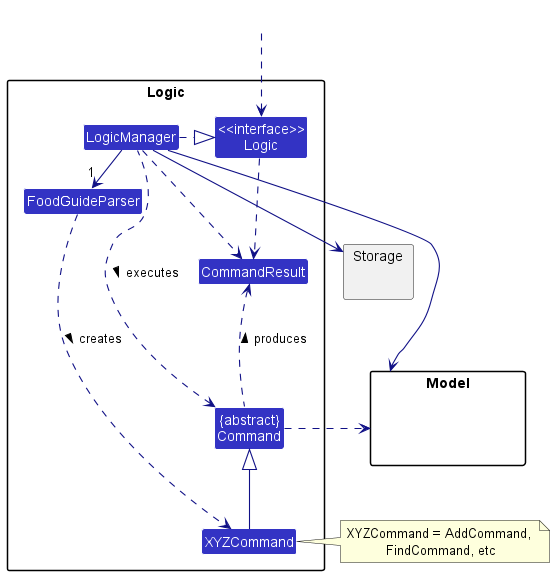 Logic
LogicManager
<<interface>>
Logic
1
FoodGuideParser
Storage
CommandResult
executes
creates
produces
Model
{abstract}
Command
XYZCommand
XYZCommand = AddCommand,
FindCommand, etc